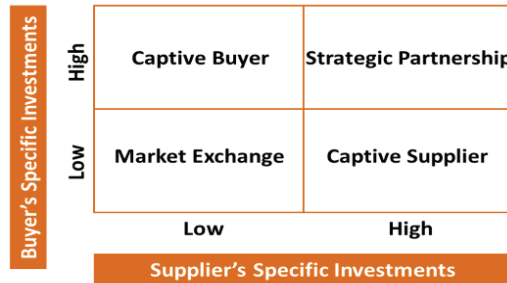 Buyer's Specific Investments
High
Captive Buyer
Strategic Partnership
Low
Market Exchange
Captive Supplier
Low
High
Supplier's Specific Investments